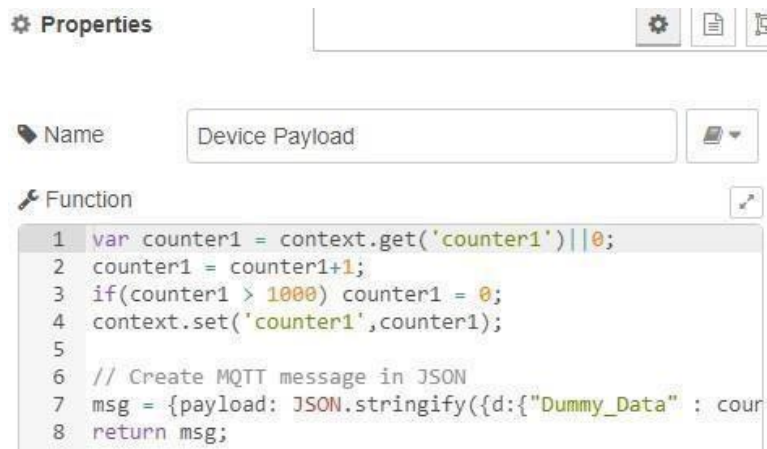 Properties
Name
Device Payload
Function
1 var counter1 = context.get('counter1')||0;
2 counter1 = counter1+1;
3 if(counter1 > 1000) counter1 = 0;
4 context.set('counter1',counter1);
5
6 // Create MQTT message in JSON
7 msg = {payload: JSON.stringify({d:{"Dummy_Data" : cour
8 return msg;